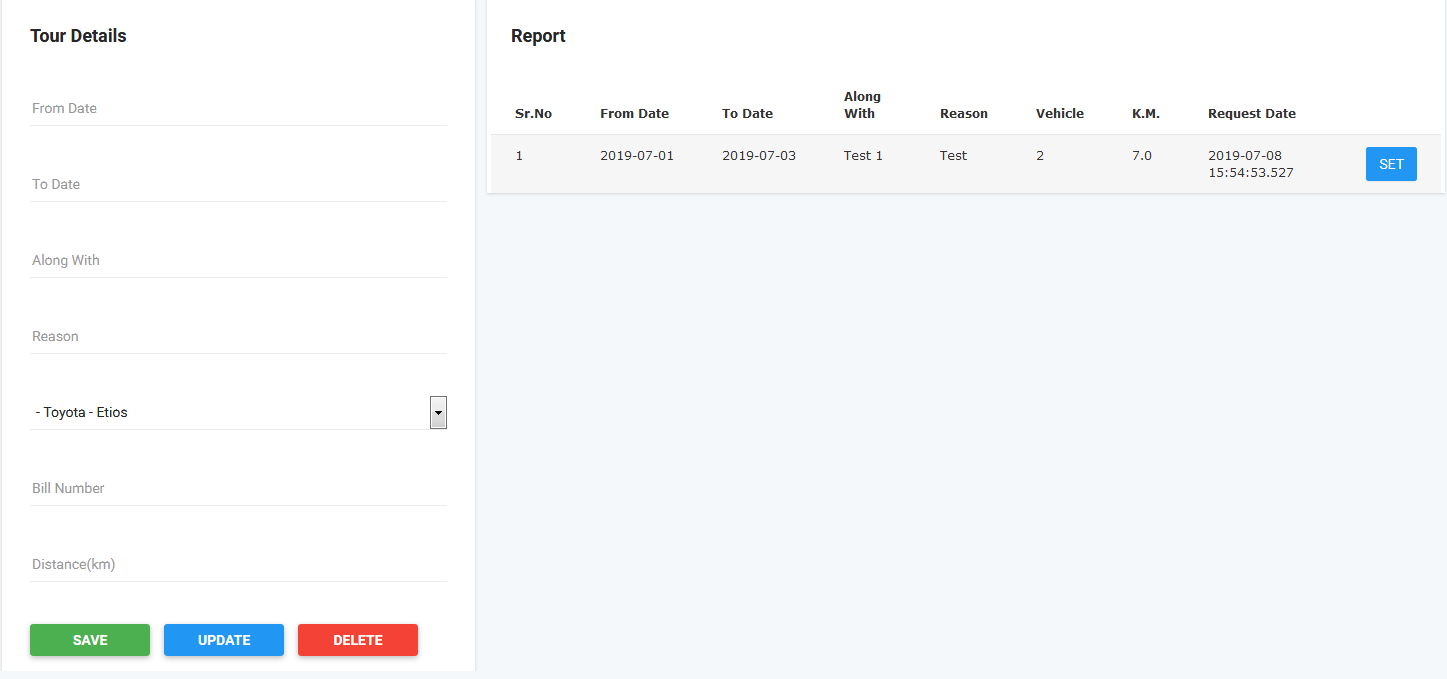 Tour Details
From Date
To Date
Along With
Reason
- Toyota - Etios
Bill Number
Distance(km)
SAVE UPDATE DELETE
Report
Sr.No From Date To Date Along With Reason Vehicle K.M. Request Date
1 2019-07-01 2019-07-03 Test 1 Test 2 7.0 2019-07-08 15:54:53.527 SET